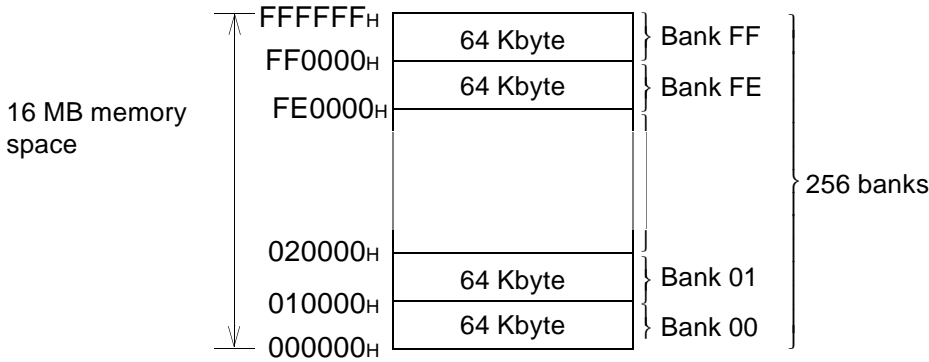 FFFFFFH
64 Kbyte
Bank FF
FF0000H
64 Kbyte
Bank FE
FE0000H
16 MB memory
space
256 banks
020000H
64 Kbyte
Bank 01
010000H
64 Kbyte
Bank 00
000000H